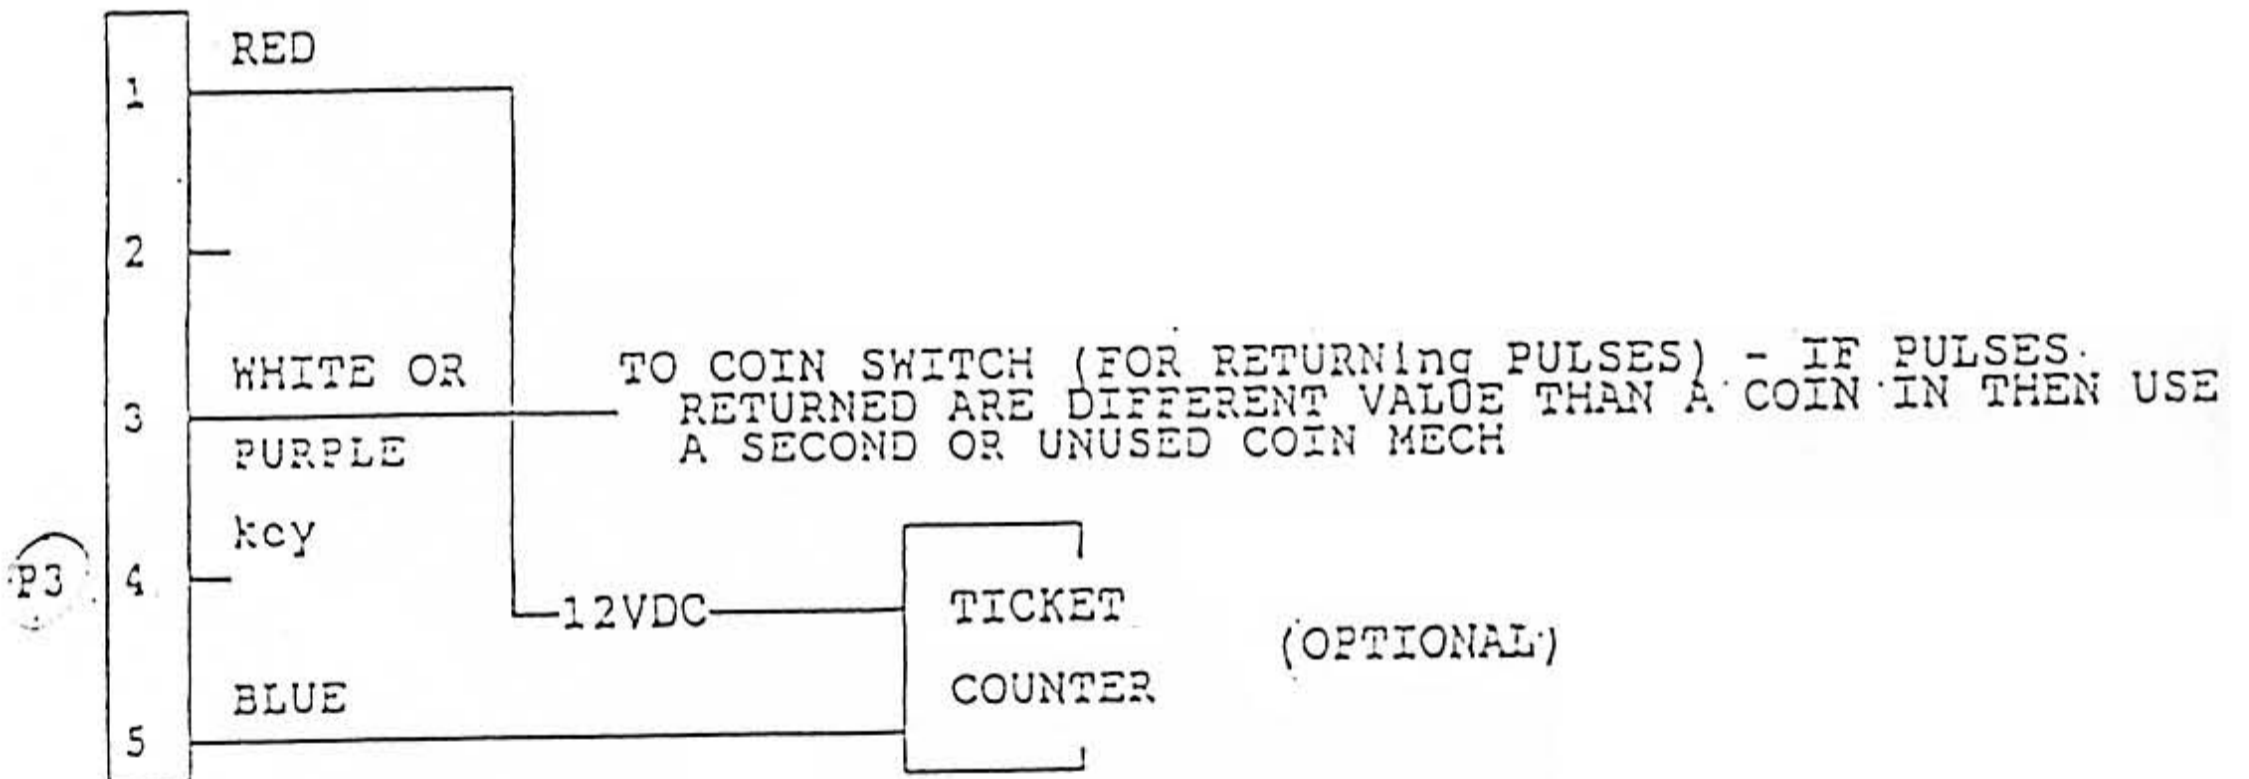 RED
1
2
WHITE OR
TO COIN SWITCH (FOR RETURNing PULSES) - IF PULSES
3
RETURNED ARE DIFFERENT VALUE THAN A COIN IN THEN USE
PURPLE
A SECOND OR UNUSED COIN MECH
key
P3
4
12VDC
TICKET
(OPTIONAL)
BLUE
COUNTER
5